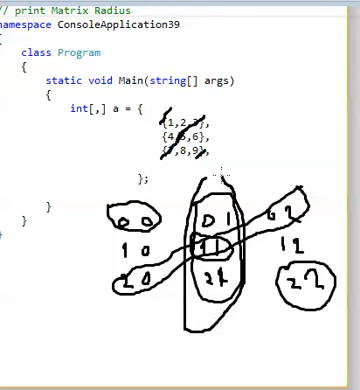 // print Matrix Radius
namespace ConsoleApplication39
{
class Program
{
static void Main(string[] args)
{
int[,] a = {
{1,2,3},
{4,5,6},
{7,8,9},
};
}
}
}
00 01 02
10 11 12
20 21 22